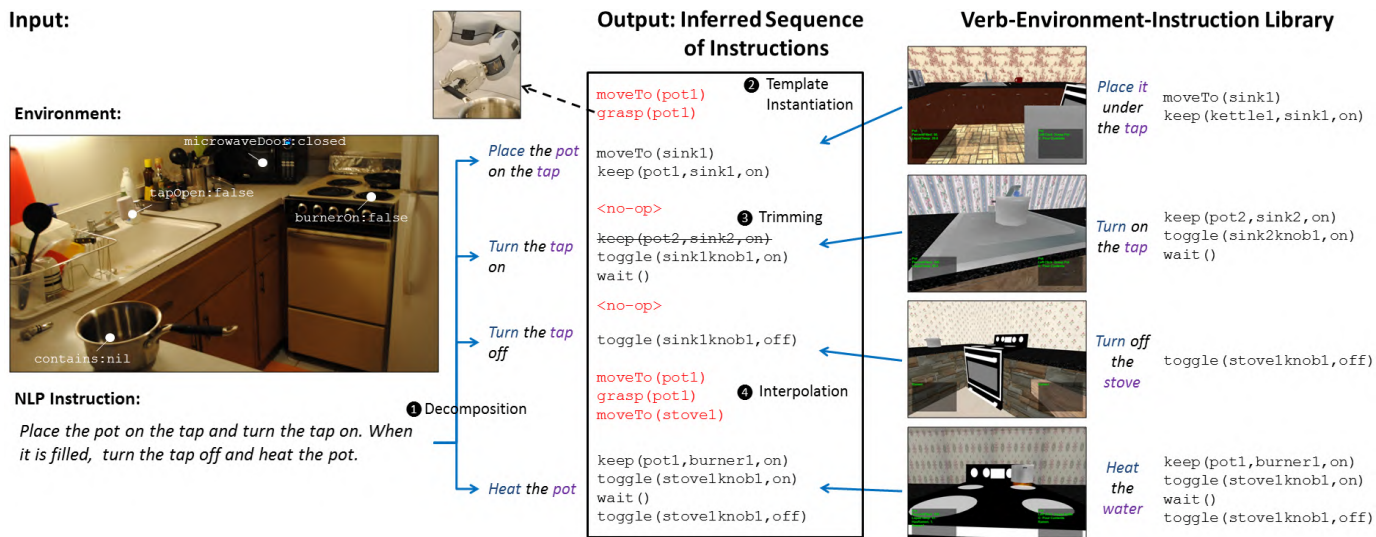 Input:
Environment:
microwaveDoor:closed
tapOpen:false
burnerOn:false
contains:nil
NLP Instruction:
Place the pot on the tap and turn the tap on. When
it is filled, turn the tap off and heat the pot.
1 Decomposition
Place the pot
on the tap
Turn the tap
on
Turn the tap
off
Heat the pot
Output: Inferred Sequence
of Instructions
moveTo(pot1)
grasp(pot1)
2 Template
Instantiation
moveTo(sink1)
keep(pot1,sink1,on)
<no-op>
3 Trimming
keep(pot2,sink2,on)
toggle(sink1knob1,on)
wait()
<no-op>
toggle(sink1knob1,off)
moveTo(pot1)
grasp(pot1)
moveTo(stove1)
4 Interpolation
keep(pot1,burner1,on)
toggle(stove1knob1,on)
wait()
toggle(stove1knob1,off)
Verb-Environment-Instruction Library
Place it
under
the tap
moveTo(sink1)
keep(kettle1,sink1,on)
Turn on
the tap
keep(pot2,sink2,on)
toggle(sink2knob1,on)
wait()
Turn off
the
stove
toggle(stove1knob1,off)
Heat
the
water
keep(pot1,burner1,on)
toggle(stove1knob1,on)
wait()
toggle(stove1knob1,off)